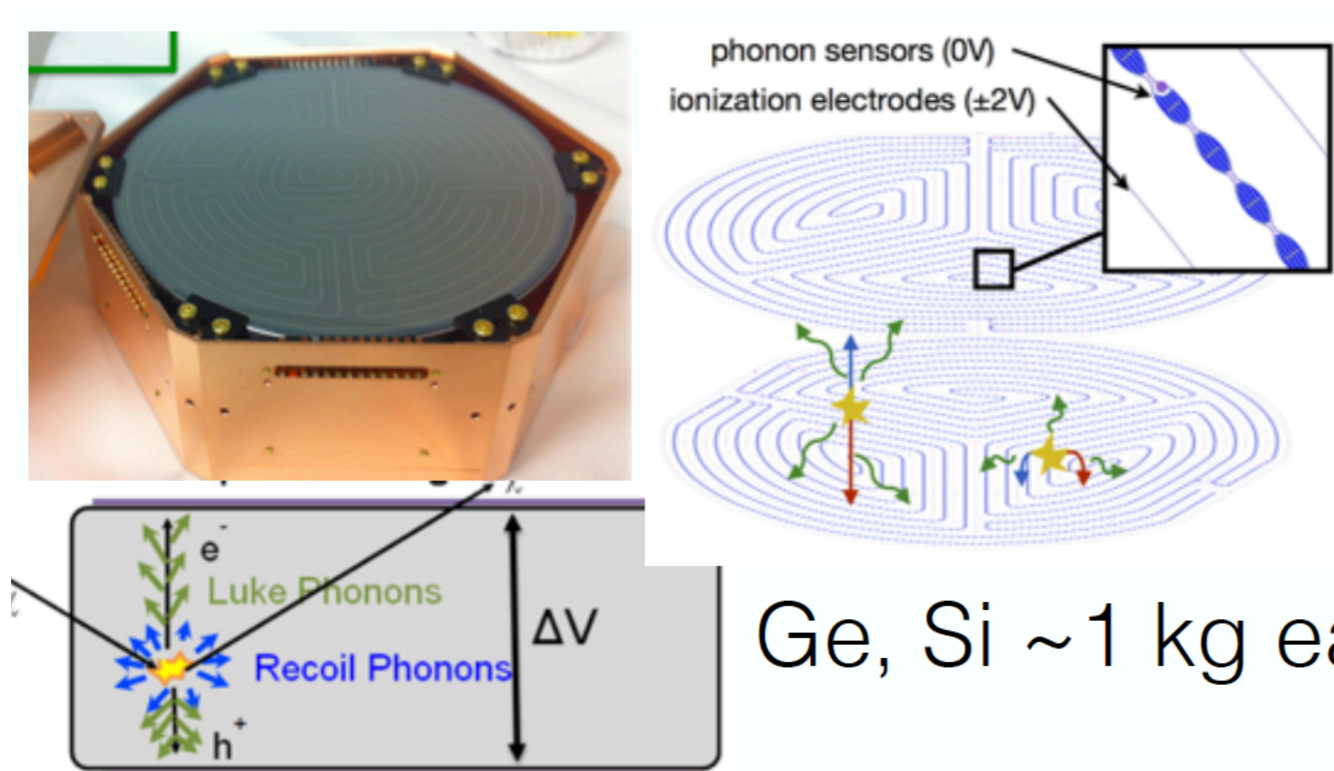 phonon sensors (0V)
ionization electrodes (±2V)
e-
Luke Phonons
ΔV
Recoil Phonons
h+
Ge, Si ~1 kg ea